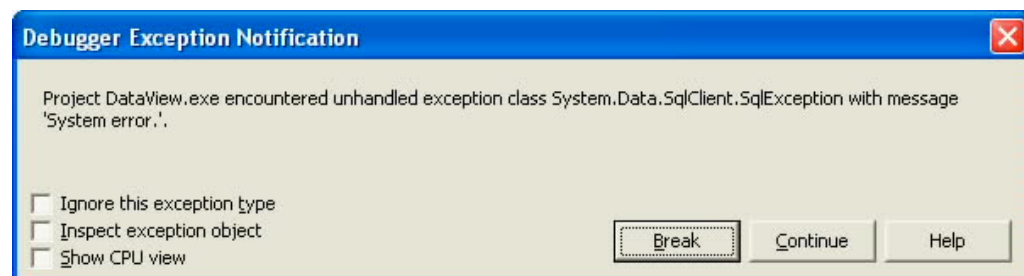 Debugger Exception Notification
Project DataView.exe encountered unhandled exception class System.Data.SqlClient.SqlException with message
'System error.'.
Ignore this exception type
Inspect exception object
Show CPU view
Break
Continue
Help